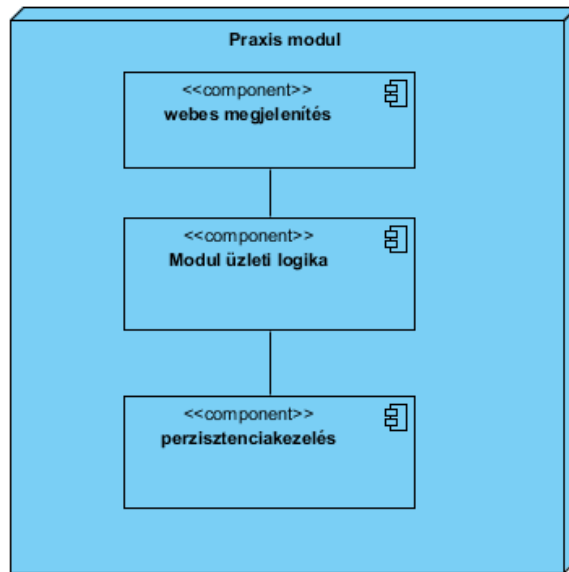 Praxis modul
<<component>>
webes megjelenítés
<<component>>
Modul üzleti logika
<<component>>
perzisztenciakezelés